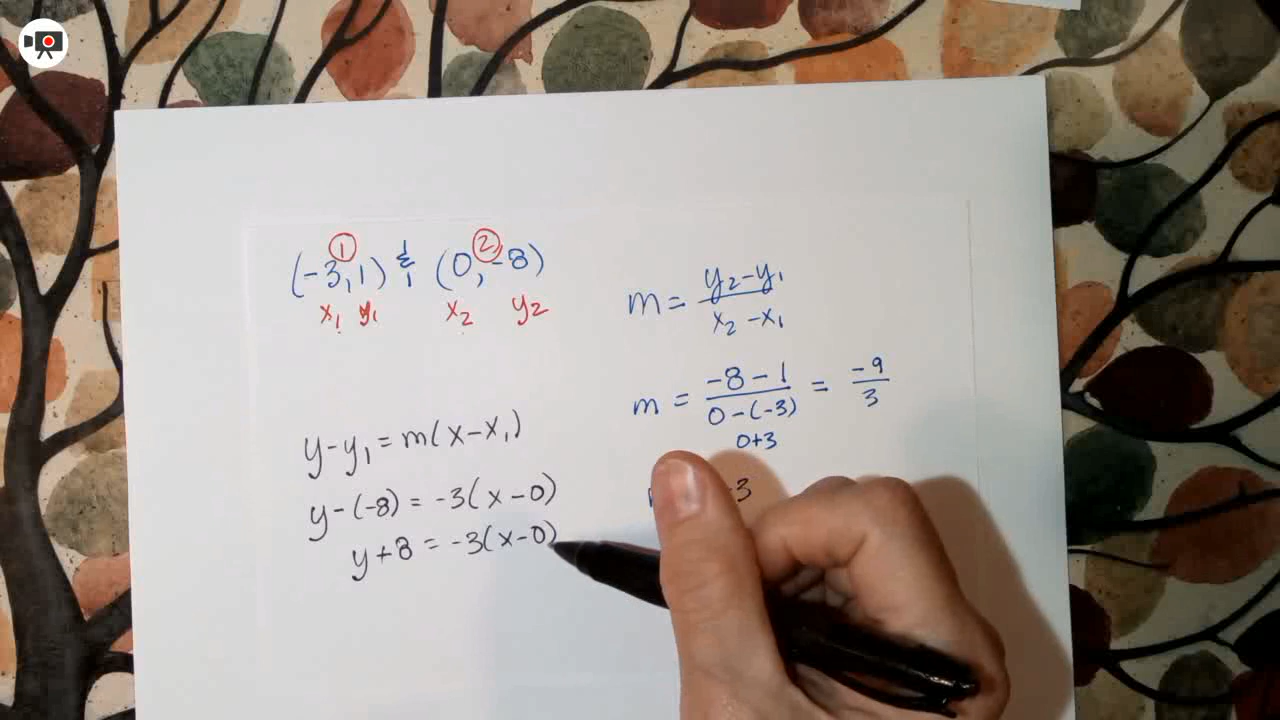 (-3,1) & (0,-8)
1 2
x₁ y₁ x₂ y₂
m = (y₂-y₁)/(x₂-x₁)
m = (-8-1)/(0-(-3)) = -9/3
0+3
-3
y-y₁ = m(x-x₁)
y-(-8) = -3(x-0)
y+8 = -3(x-0)